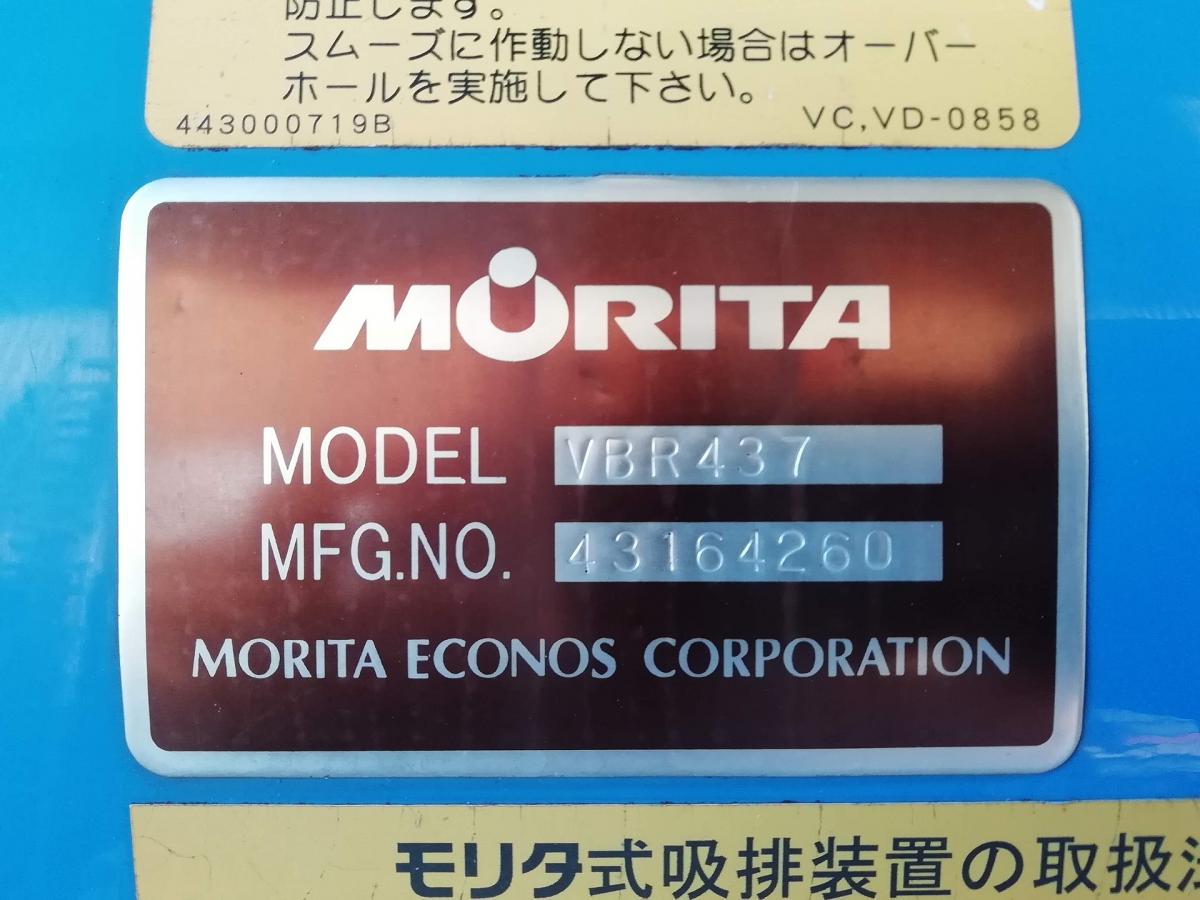 防止します。
スムーズに作動しない場合はオーバー
ホールを実施して下さい。
443000719B
VC,VD-0858
MORITA
MODEL VBR437
MFG.NO. 43164260
MORITA ECONOS CORPORATION
モリタ式吸排装置の取扱注